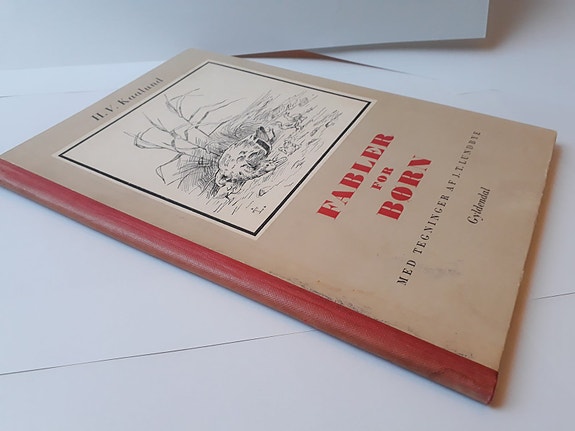 H.V. Kaalund
FABLER
FOR
BØRN
MED TEGNINGER AF J.T. LUNDBYE
Gyldendal